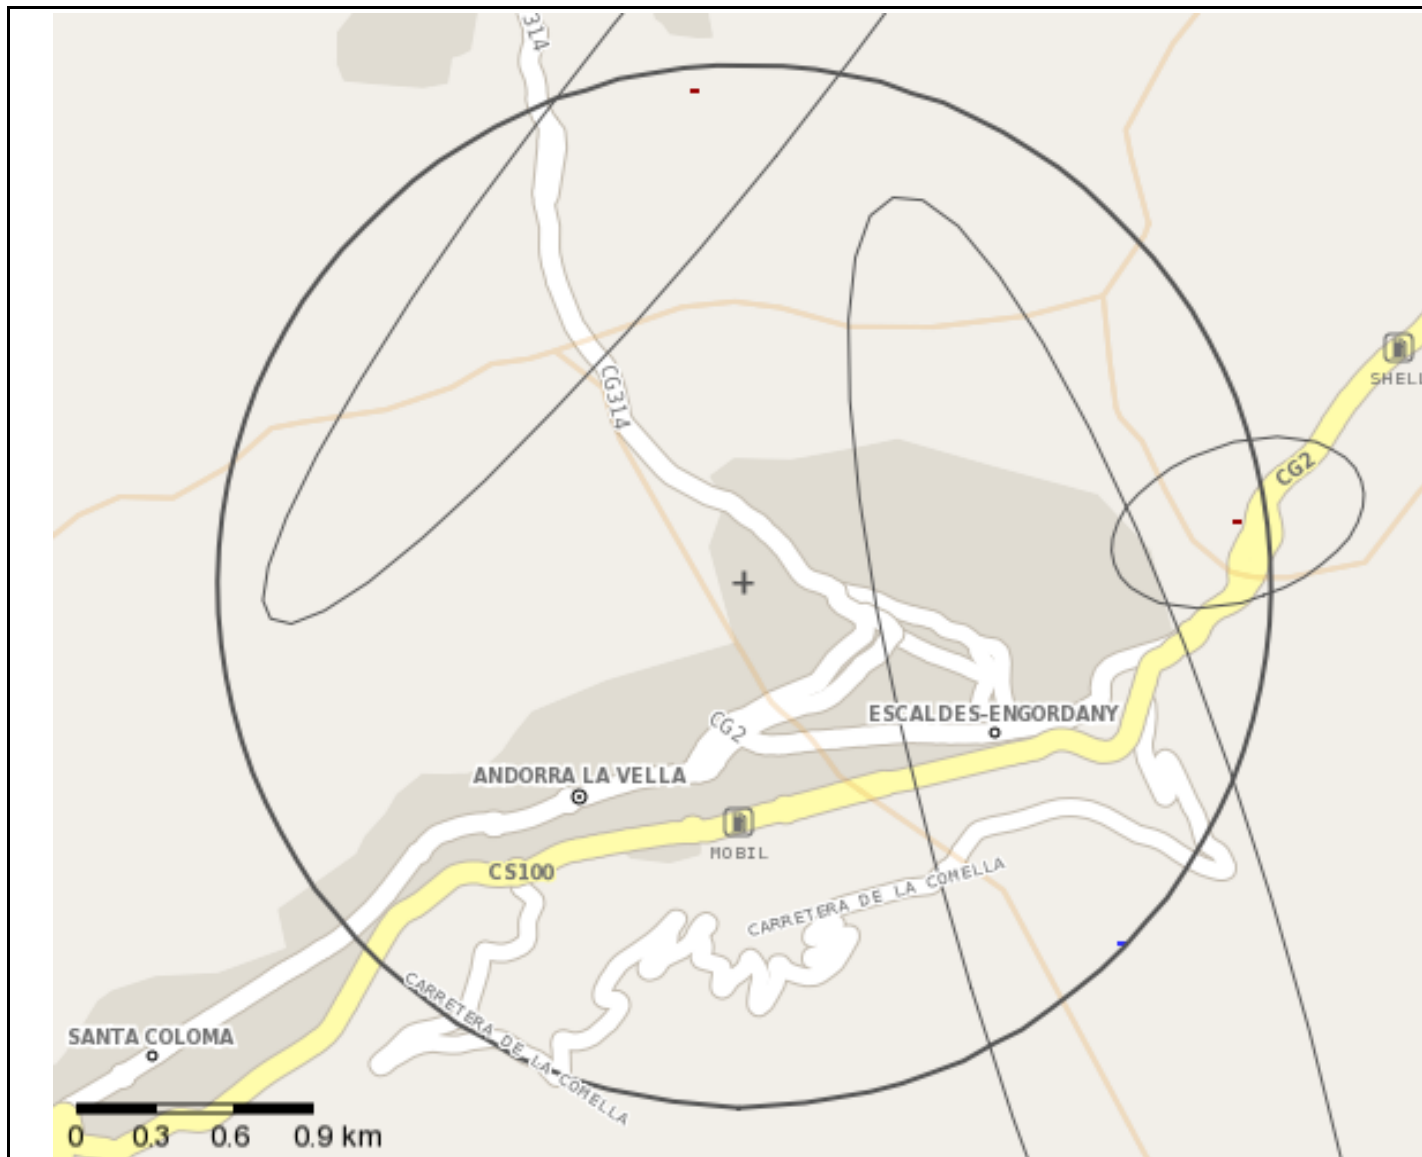 314
CG314
SHELL
CG2
ESCALDES-ENGORDANY
CG2
ANDORRA LA VELLA
MOBIL
CS100
CARRETERA DE LA COMELLA
CARRETERA DE LA COMELLA
SANTA COLOMA
0 0.3 0.6 0.9 km